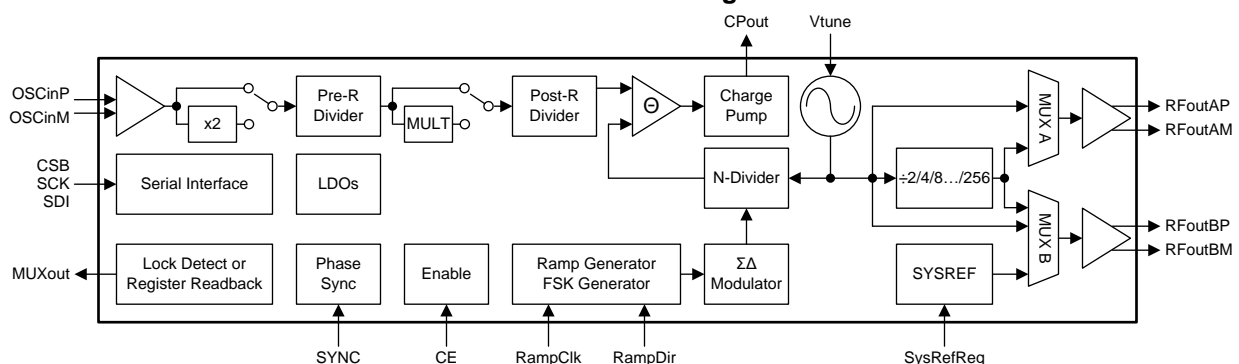 CPout
Vtune
OSCinP
OSCinM
x2
Pre-R
Divider
MULT
Post-R
Divider
Θ
Charge
Pump
MUX A
RFoutAP
RFoutAM
CSB
SCK
SDI
Serial Interface
LDOs
N-Divider
÷2/4/8.../256
MUX B
RFoutBP
RFoutBM
MUXout
Lock Detect or
Register Readback
Phase
Sync
Enable
Ramp Generator
FSK Generator
ΣΔ
Modulator
SYSREF
SYNC
CE
RampClk
RampDir
SysRefReq